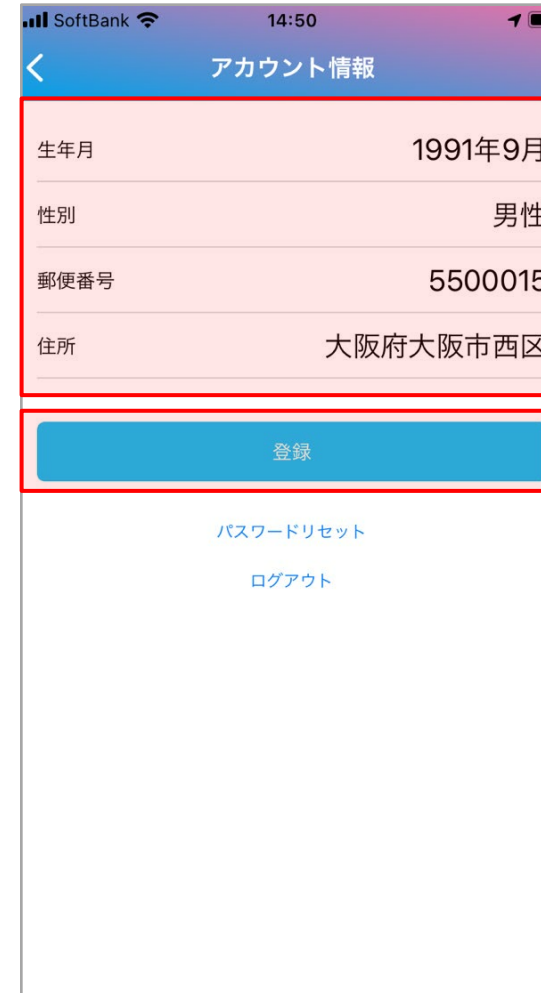 SoftBank 14:50
アカウント情報
生年月 1991年9月
性別 男性
郵便番号 5500015
住所 大阪府大阪市西区
登録
パスワードリセット
ログアウト